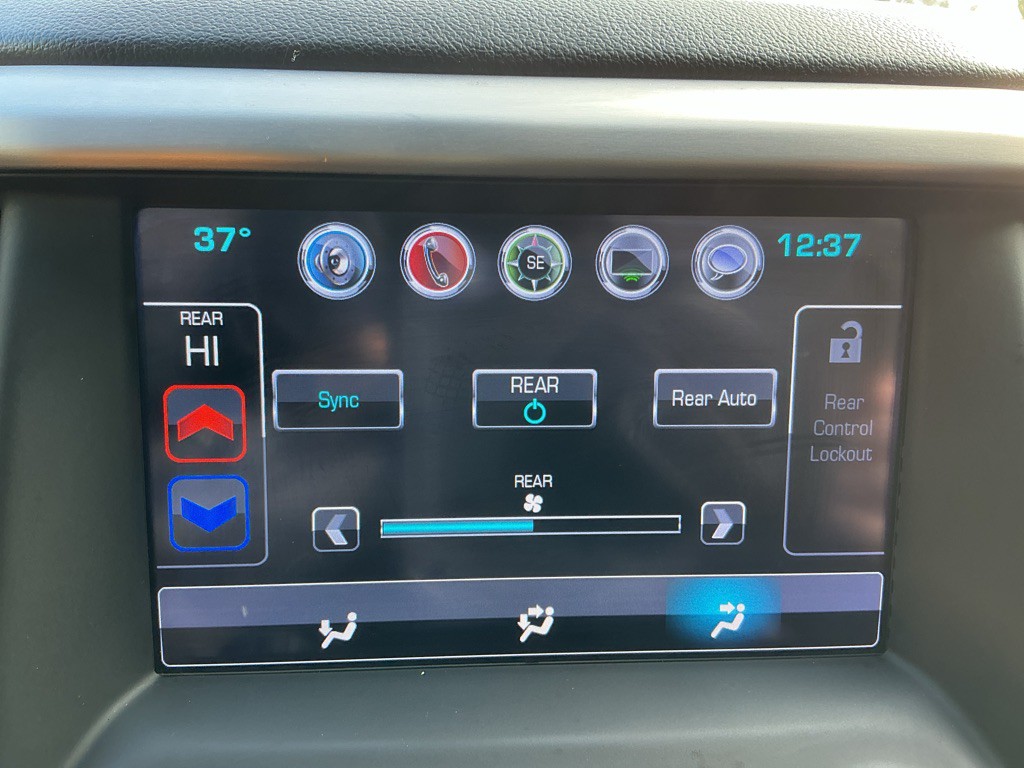 37°
SE
12:37
REAR
HI
Sync
REAR
Rear Auto
Rear
Control
Lockout
REAR